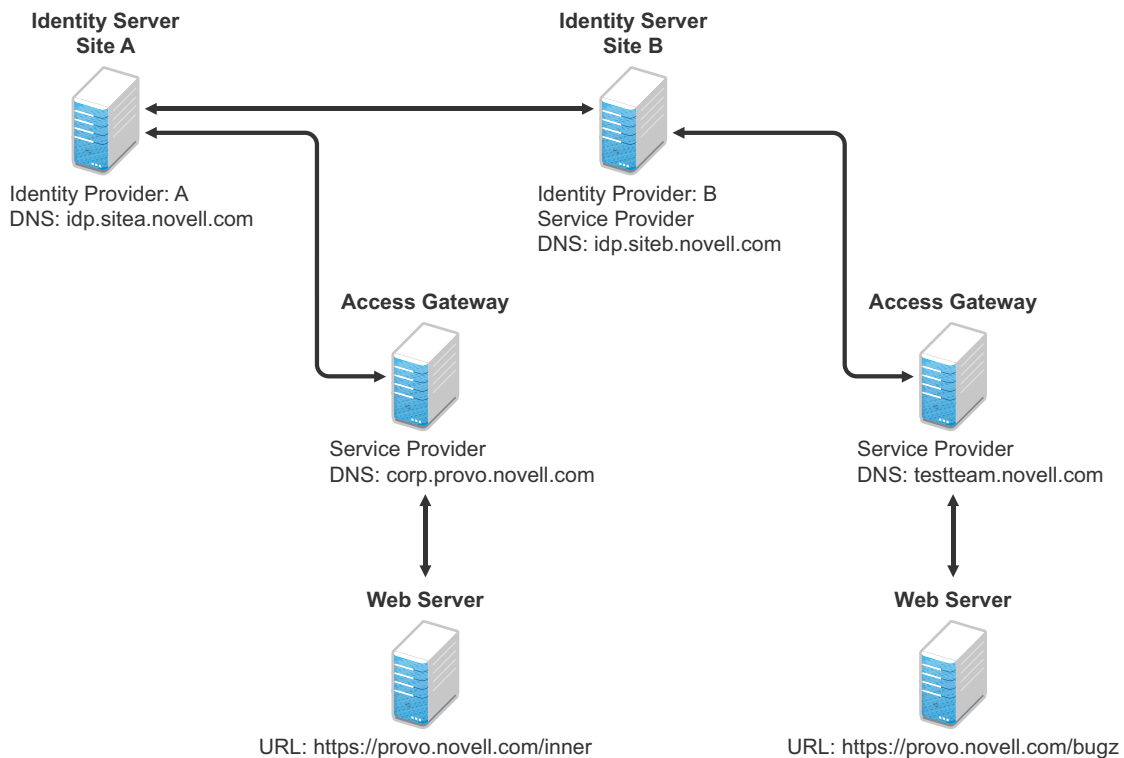 Identity Server
Site A
Identity Server
Site B
Identity Provider: A
DNS: idp.sitea.novell.com
Identity Provider: B
Service Provider
DNS: idp.siteb.novell.com
Access Gateway
Access Gateway
Service Provider
DNS: corp.provo.novell.com
Service Provider
DNS: testteam.novell.com
Web Server
Web Server
URL: https://provo.novell.com/inner
URL: https://provo.novell.com/bugz